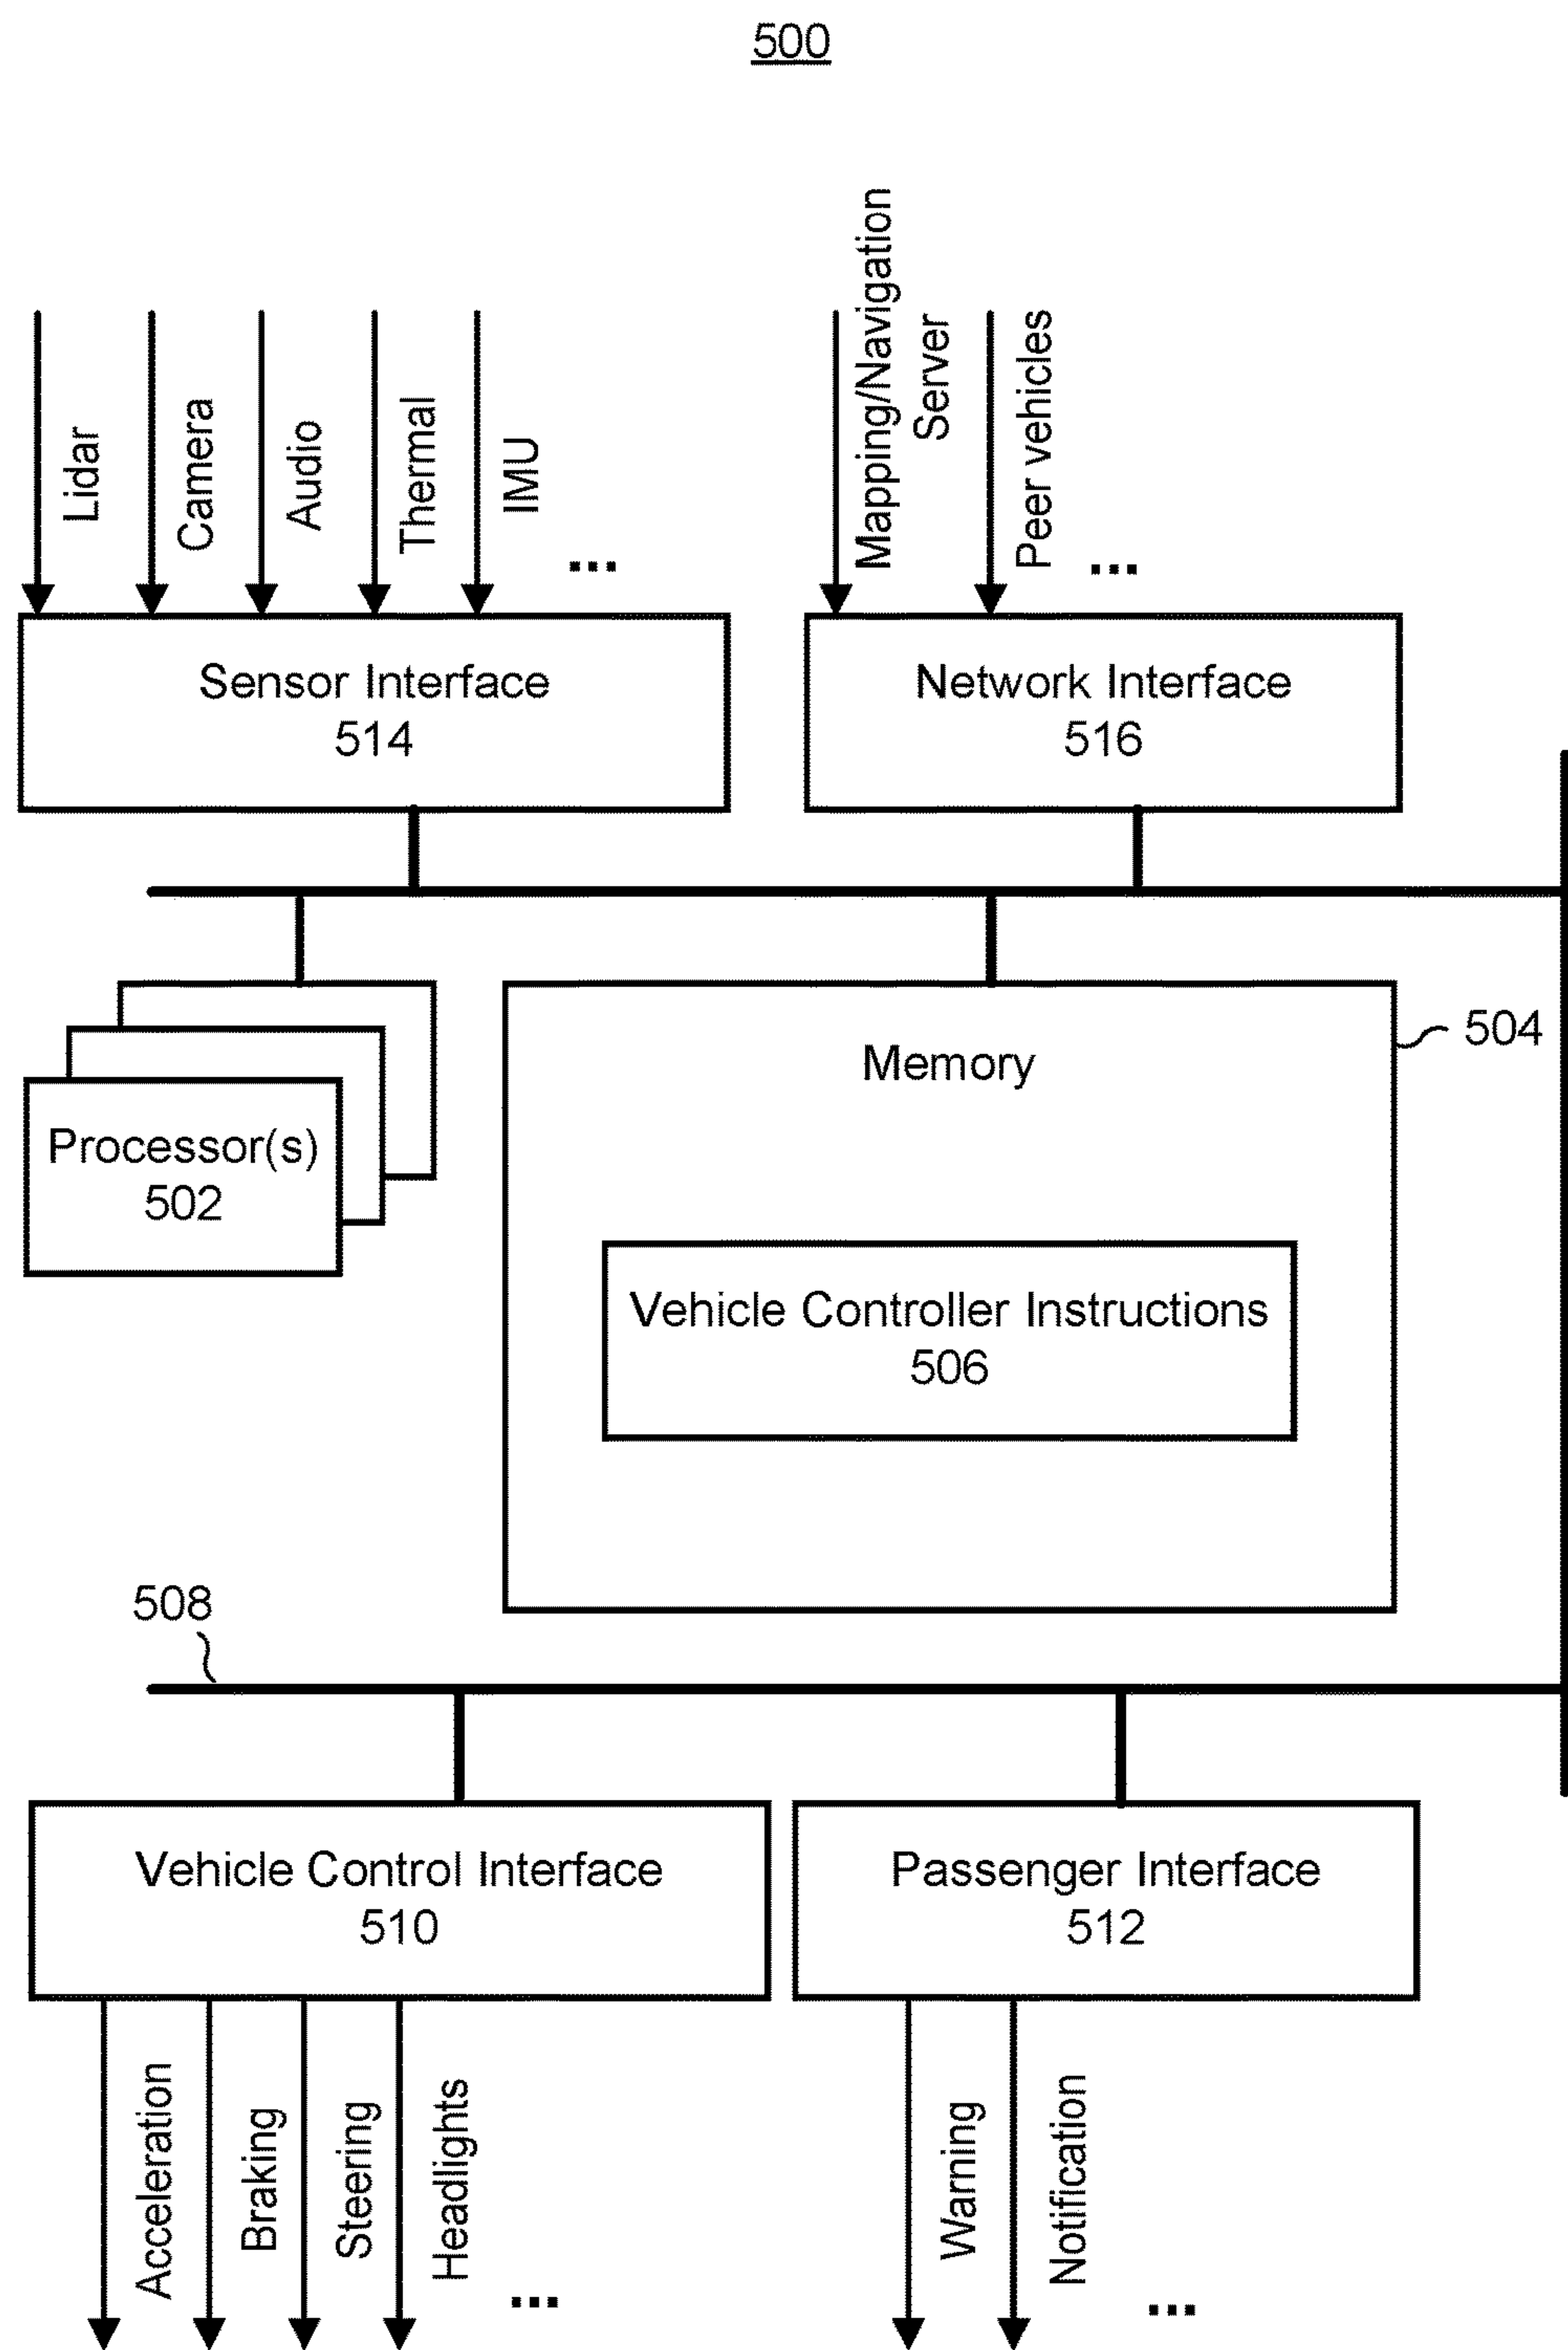 500
Lidar
Camera
Audio
Thermal
IMU
...
Mapping/Navigation
Server
Peer vehicles
...
Sensor Interface
514
Network Interface
516
Processor(s)
502
Memory
504
Vehicle Controller Instructions
506
508
Vehicle Control Interface
510
Passenger Interface
512
Acceleration
Braking
Steering
Headlights
...
Warning
Notification
...